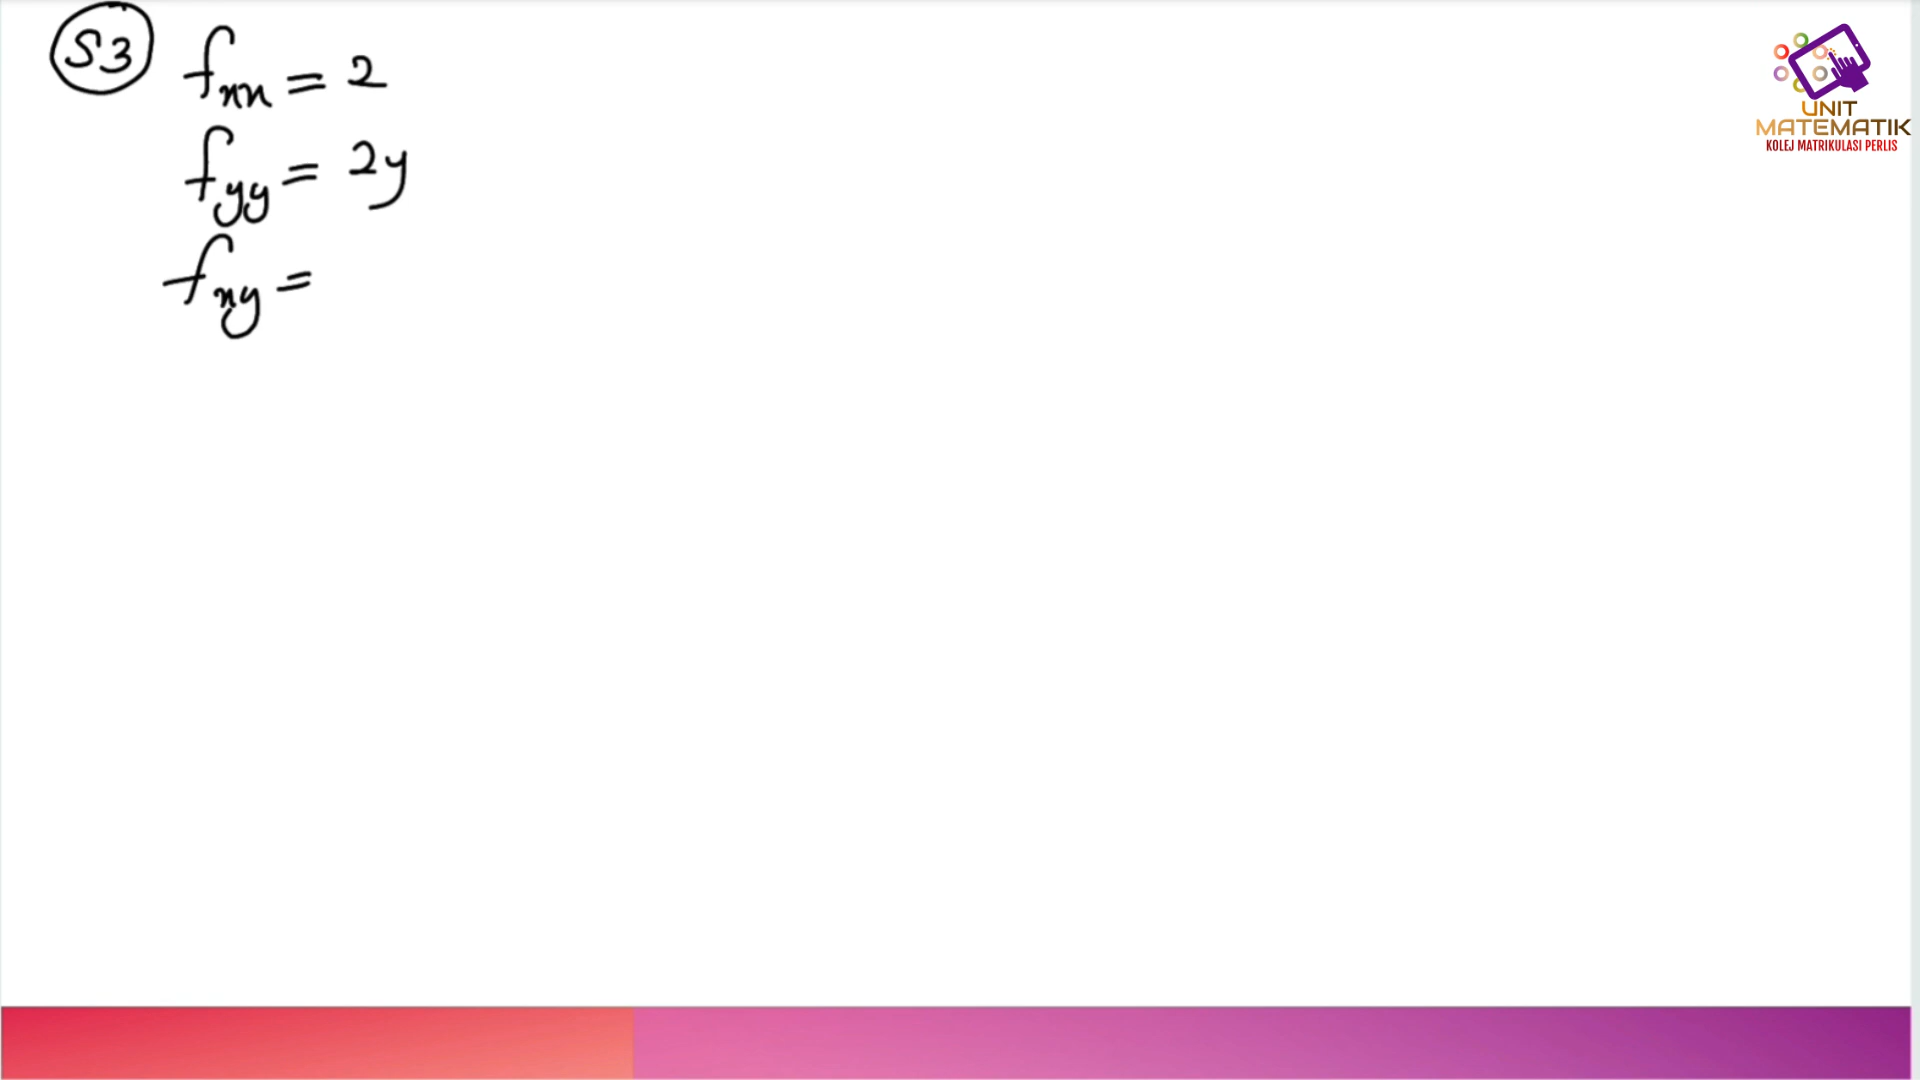 S3
fxx = 2
fyy = 2y
fxy =
UNIT
MATEMATIK
KOLEJ MATRIKULASI PERLIS